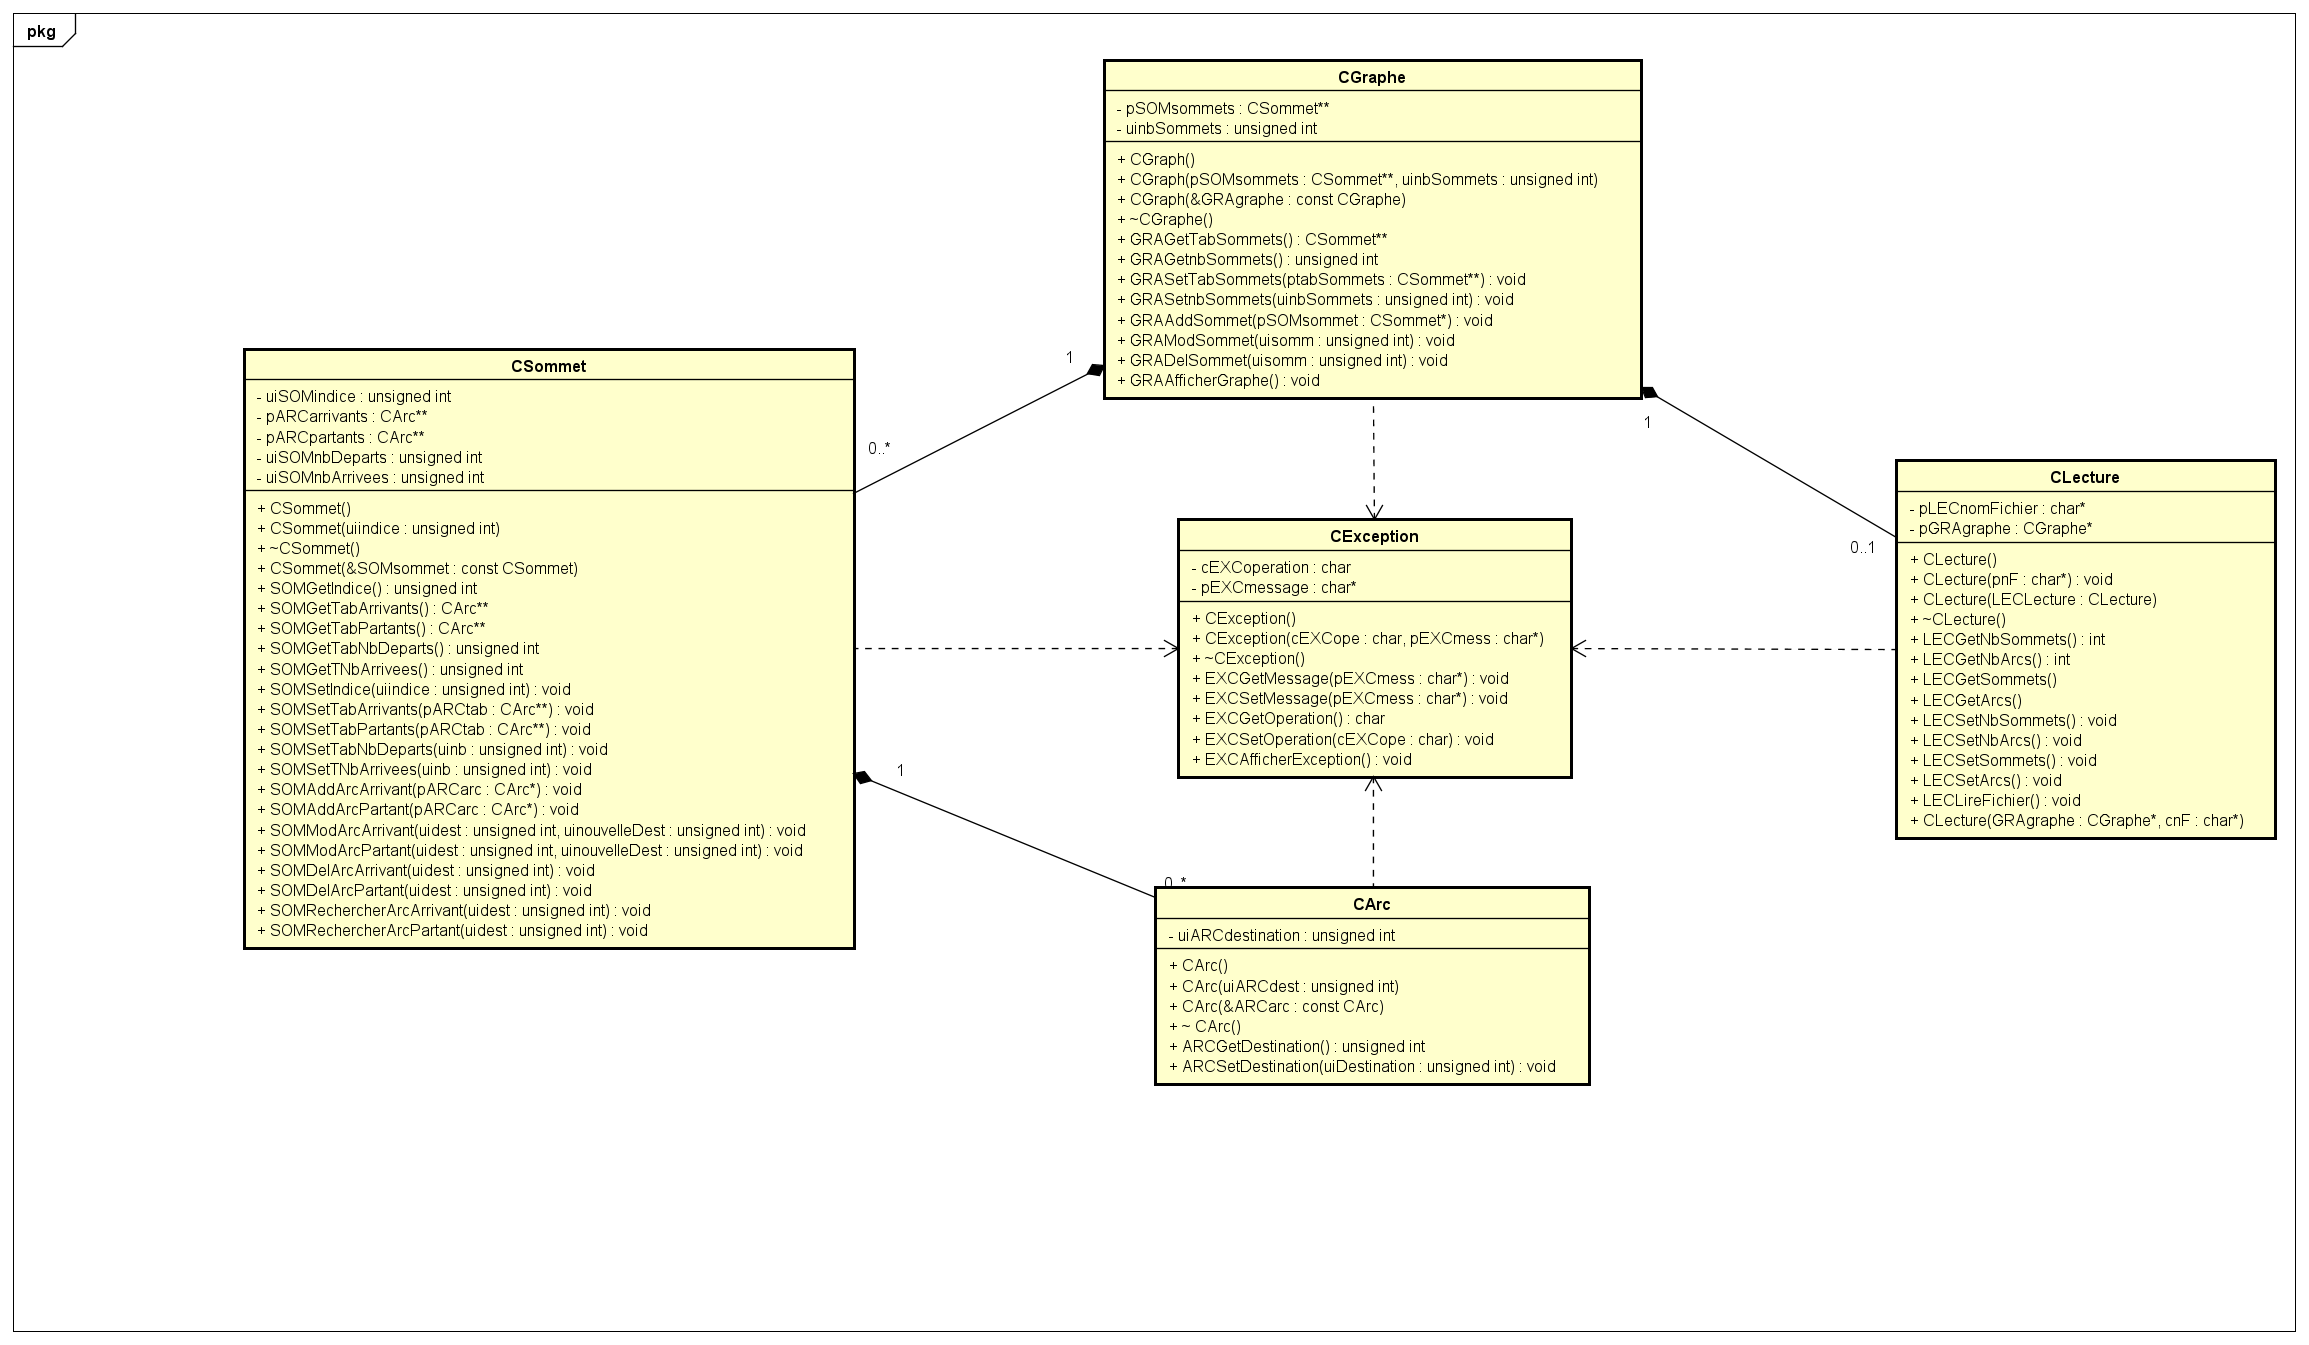 pkg
CGraphe
- pSOMsommets : CSommet**
- uinbSommets : unsigned int
+ CGraph()
+ CGraph(pSOMsommets : CSommet**, uinbSommets : unsigned int)
+ CGraph(&GRAgraphe : const CGraphe)
+ ~CGraphe()
+ GRAGetTabSommets() : CSommet**
+ GRAGetnbSommets() : unsigned int
+ GRASetTabSommets(ptabSommets : CSommet**) : void
+ GRASetnbSommets(uinbSommets : unsigned int) : void
+ GRAAddSommet(pSOMsommet : CSommet*) : void
+ GRAModSommet(uisomm : unsigned int) : void
+ GRADelSommet(uisomm : unsigned int) : void
+ GRAAfficherGraphe() : void
1
0..*
1
0..1
CSommet
- uiSOMindice : unsigned int
- pARCarrivants : CArc**
- pARCpartants : CArc**
- uiSOMnbDeparts : unsigned int
- uiSOMnbArrivees : unsigned int
+ CSommet()
+ CSommet(uiindice : unsigned int)
+ ~CSommet()
+ CSommet(&SOMsommet : const CSommet)
+ SOMGetIndice() : unsigned int
+ SOMGetTabArrivants() : CArc**
+ SOMGetTabPartants() : CArc**
+ SOMGetTabNbDeparts() : unsigned int
+ SOMGetTNbArrivees() : unsigned int
+ SOMSetIndice(uiindice : unsigned int) : void
+ SOMSetTabArrivants(pARCtab : CArc**) : void
+ SOMSetTabPartants(pARCtab : CArc**) : void
+ SOMSetTabNbDeparts(uinb : unsigned int) : void
+ SOMSetTNbArrivees(uinb : unsigned int) : void
+ SOMAddArcArrivant(pARCarc : CArc*) : void
+ SOMAddArcPartant(pARCarc : CArc*) : void
+ SOMModArcArrivant(uidest : unsigned int, uinouvelleDest : unsigned int) : void
+ SOMModArcPartant(uidest : unsigned int, uinouvelleDest : unsigned int) : void
+ SOMDelArcArrivant(uidest : unsigned int) : void
+ SOMDelArcPartant(uidest : unsigned int) : void
+ SOMRechercherArcArrivant(uidest : unsigned int) : void
+ SOMRechercherArcPartant(uidest : unsigned int) : void
CException
- cEXCoperation : char
- pEXCmessage : char*
+ CException()
+ CException(cEXCope : char, pEXCmess : char*)
+ ~CException()
+ EXCGetMessage(pEXCmess : char*) : void
+ EXCSetMessage(pEXCmess : char*) : void
+ EXCGetOperation() : char
+ EXCSetOperation(cEXCope : char) : void
+ EXCAfficherException() : void
CLecture
- pLECnomFichier : char*
- pGRAgraphe : CGraphe*
+ CLecture()
+ CLecture(pnF : char*) : void
+ CLecture(LECLecture : CLecture)
+ ~CLecture()
+ LECGetNbSommets() : int
+ LECGetNbArcs() : int
+ LECGetSommets()
+ LECGetArcs()
+ LECSetNbSommets() : void
+ LECSetNbArcs() : void
+ LECSetSommets() : void
+ LECSetArcs() : void
+ LECLireFichier() : void
+ CLecture(GRAgraphe : CGraphe*, cnF : char*)
1
0..*
CArc
- uiARCdestination : unsigned int
+ CArc()
+ CArc(uiARCdest : unsigned int)
+ CArc(&ARCarc : const CArc)
+ ~ CArc()
+ ARCGetDestination() : unsigned int
+ ARCSetDestination(uiDestination : unsigned int) : void